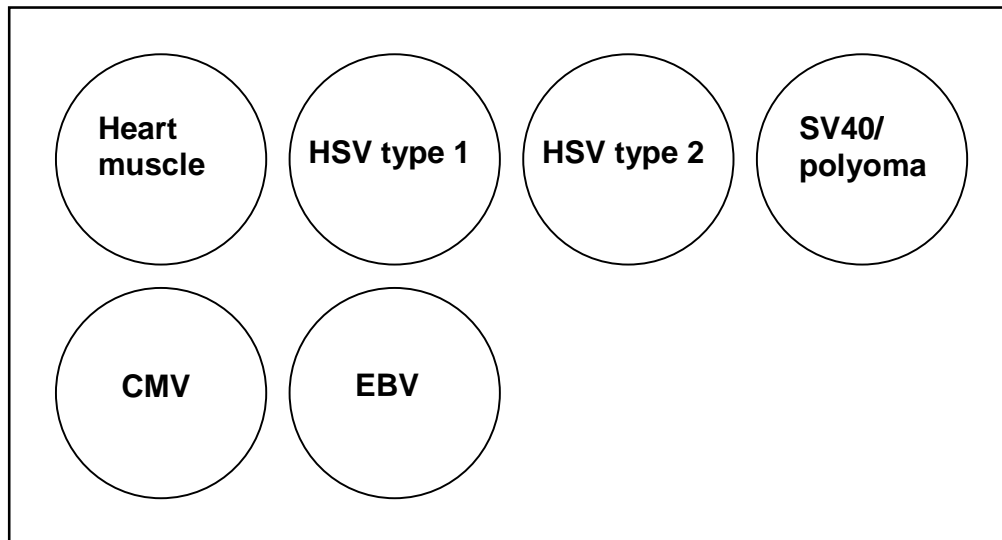 Heart
muscle
HSV type 1
HSV type 2
SV40/
polyoma
CMV
EBV